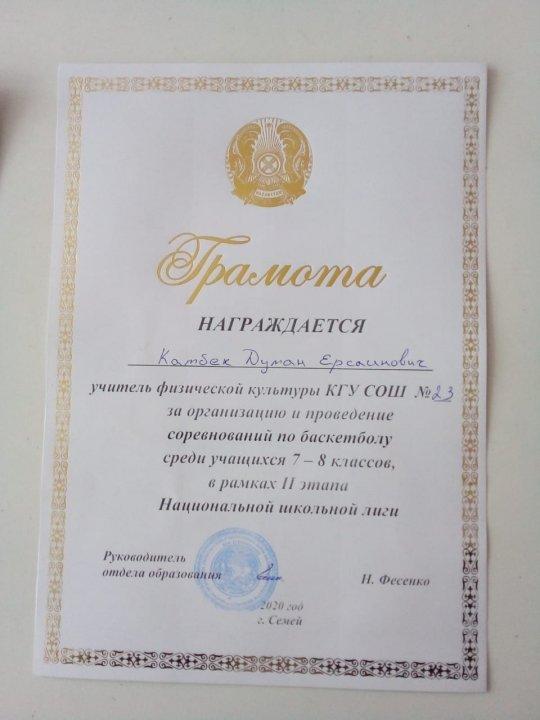 Грамота
НАГРАЖДАЕТСЯ
Камбек Думан Ерсаинович
учитель физической культуры КГУ СОШ №23
за организацию и проведение
соревнований по баскетболу
среди учащихся 7 – 8 классов,
в рамках II этапа
Национальной школьной лиги
Руководитель
отдела образования
Н. Фесенко
2020 год
г. Семей